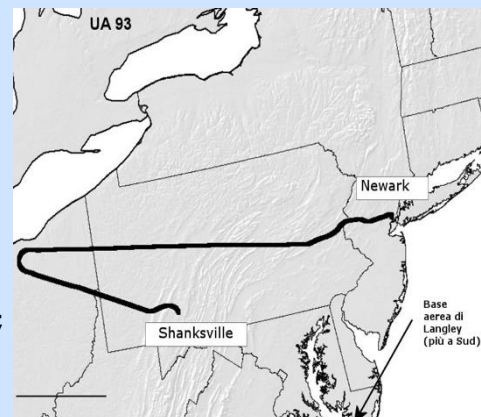 UA 93
Newark
Shanksville
Base
aerea di
Langley
(più a Sud)